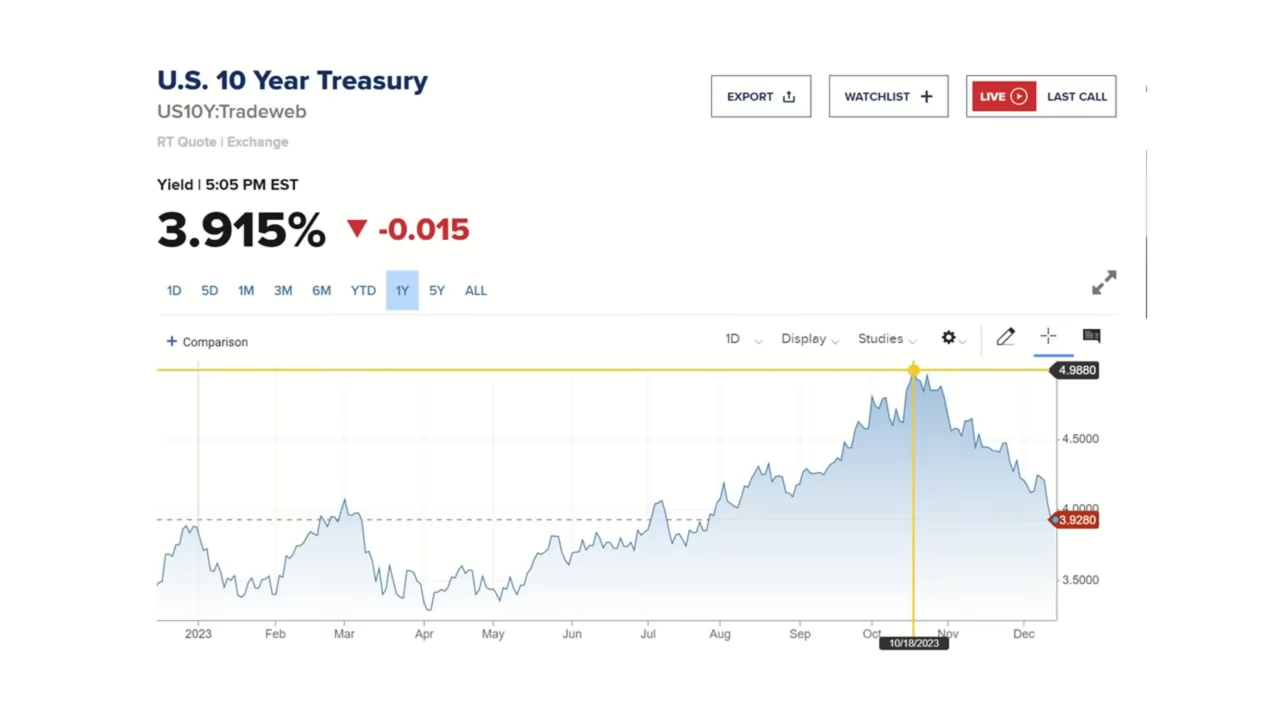 U.S. 10 Year Treasury
US10Y:Tradeweb
RT Quote | Exchange
EXPORT
WATCHLIST +
LIVE
LAST CALL
Yield | 5:05 PM EST
3.915% ▼ -0.015
1D 5D 1M 3M 6M YTD 1Y 5Y ALL
+ Comparison
1D Display Studies
4.9880
4.5000
4.0000
3.9280
3.5000
2023 Feb Mar Apr May Jun Jul Aug Sep Oct Nov Dec
10/18/2023